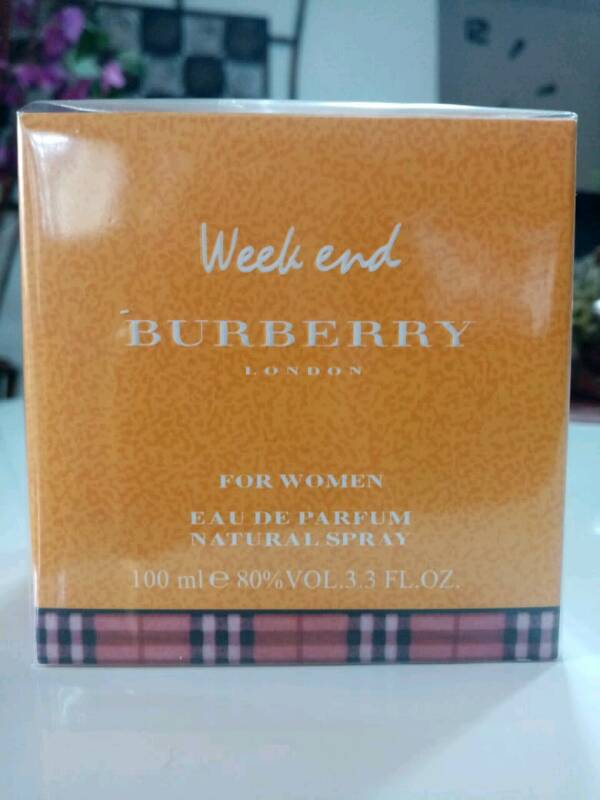 Week end
BURBERRY
LONDON
FOR WOMEN
EAU DE PARFUM
NATURAL SPRAY
100 ml e 80%VOL.3.3 FL.OZ.